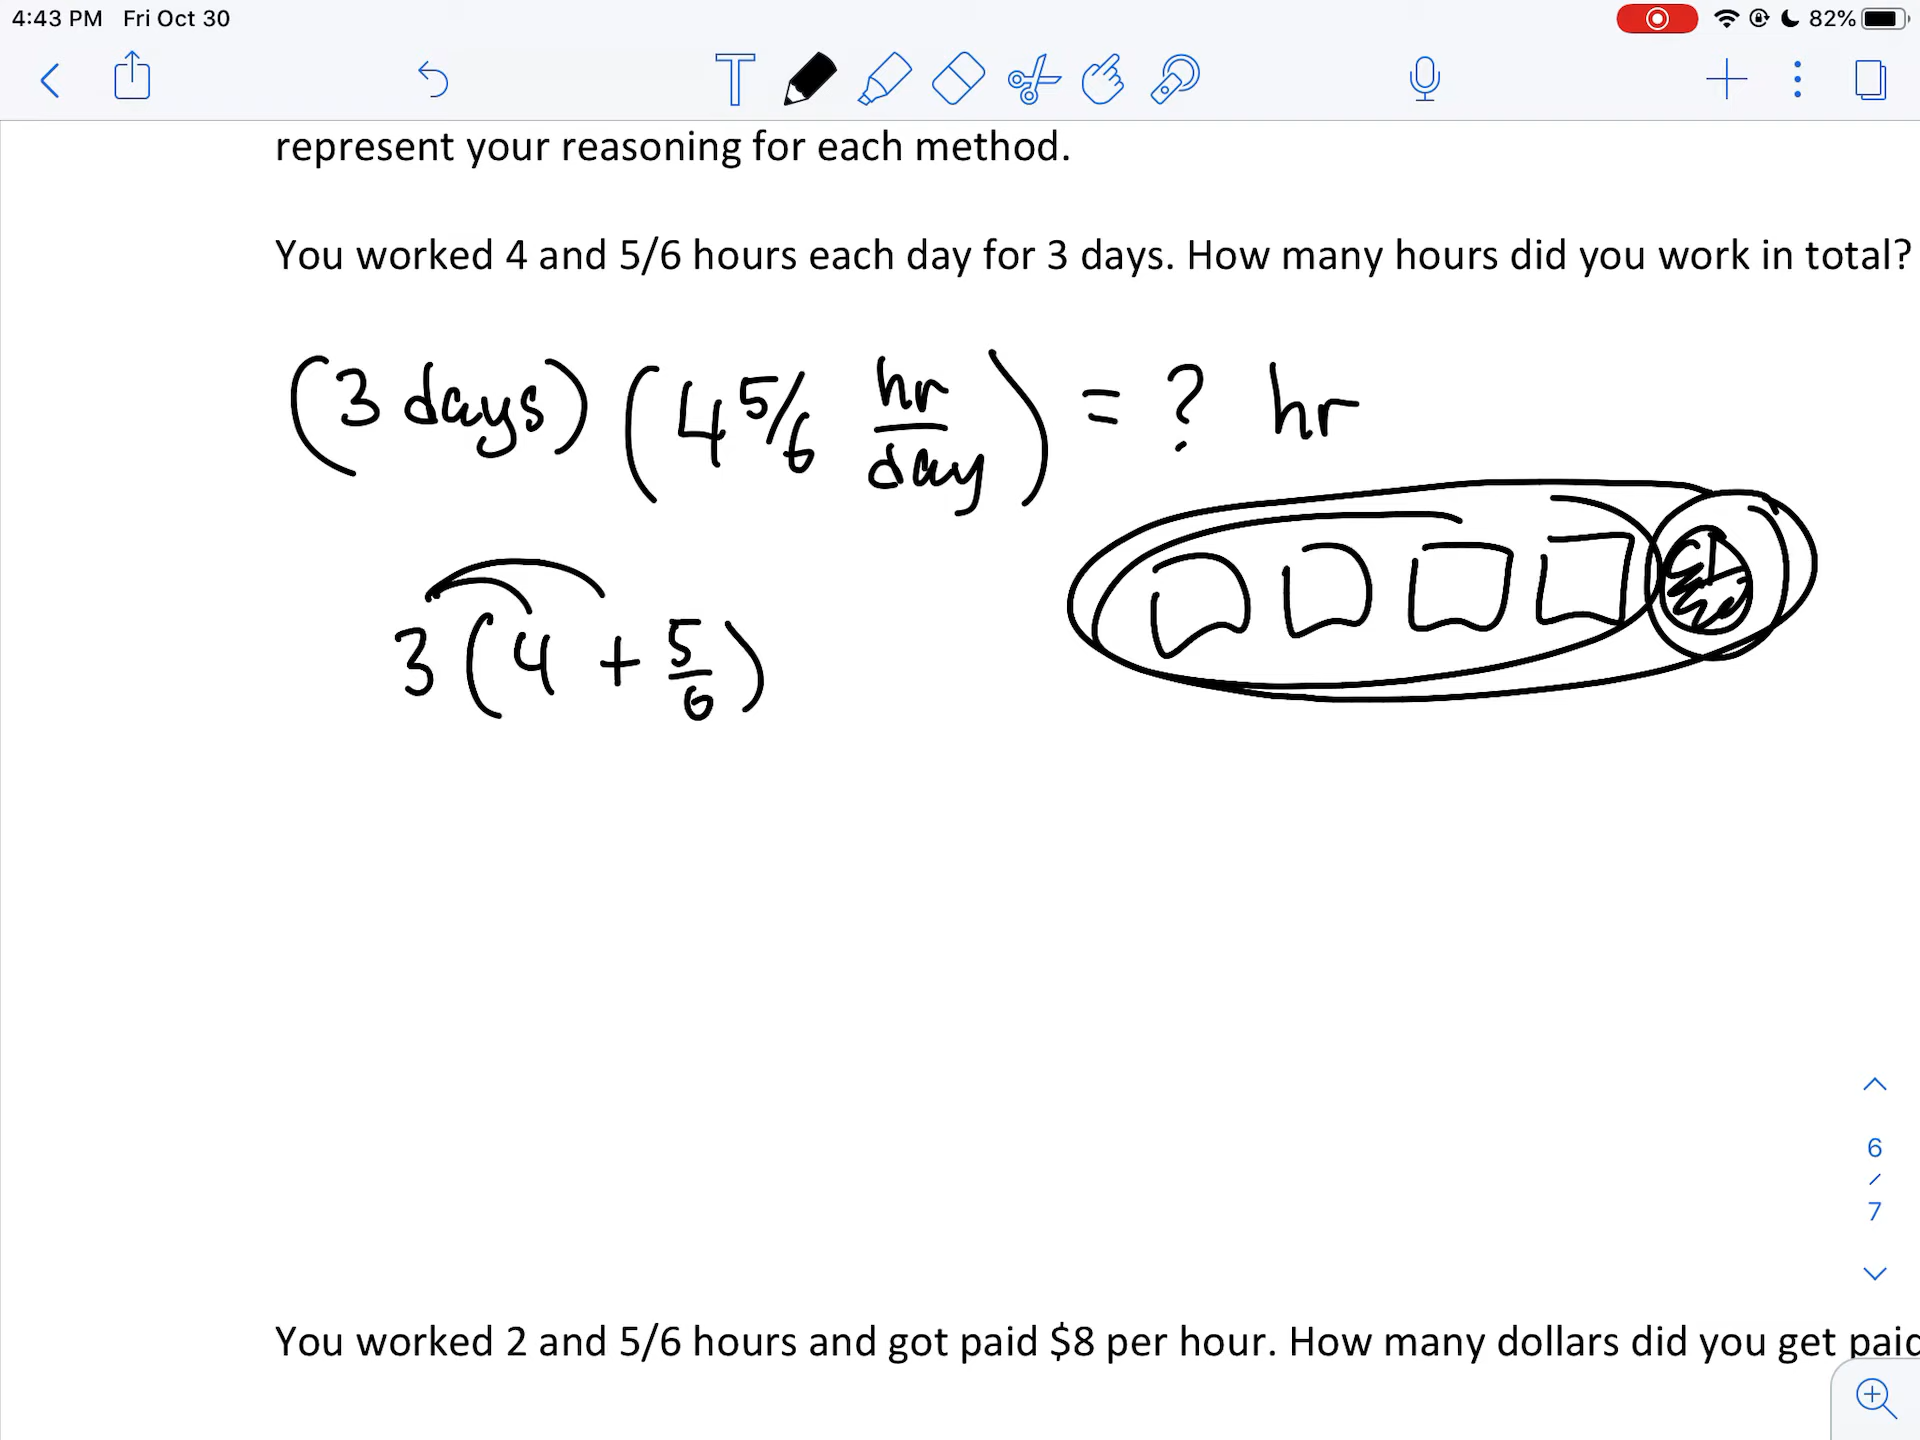 4:43 PM Fri Oct 30 82%
T
represent your reasoning for each method.
You worked 4 and 5/6 hours each day for 3 days. How many hours did you work in total?
(3 days) (4 5/6 hr/day) = ? hr
3 (4 + 5/6)
6
/
7
You worked 2 and 5/6 hours and got paid $8 per hour. How many dollars did you get paid